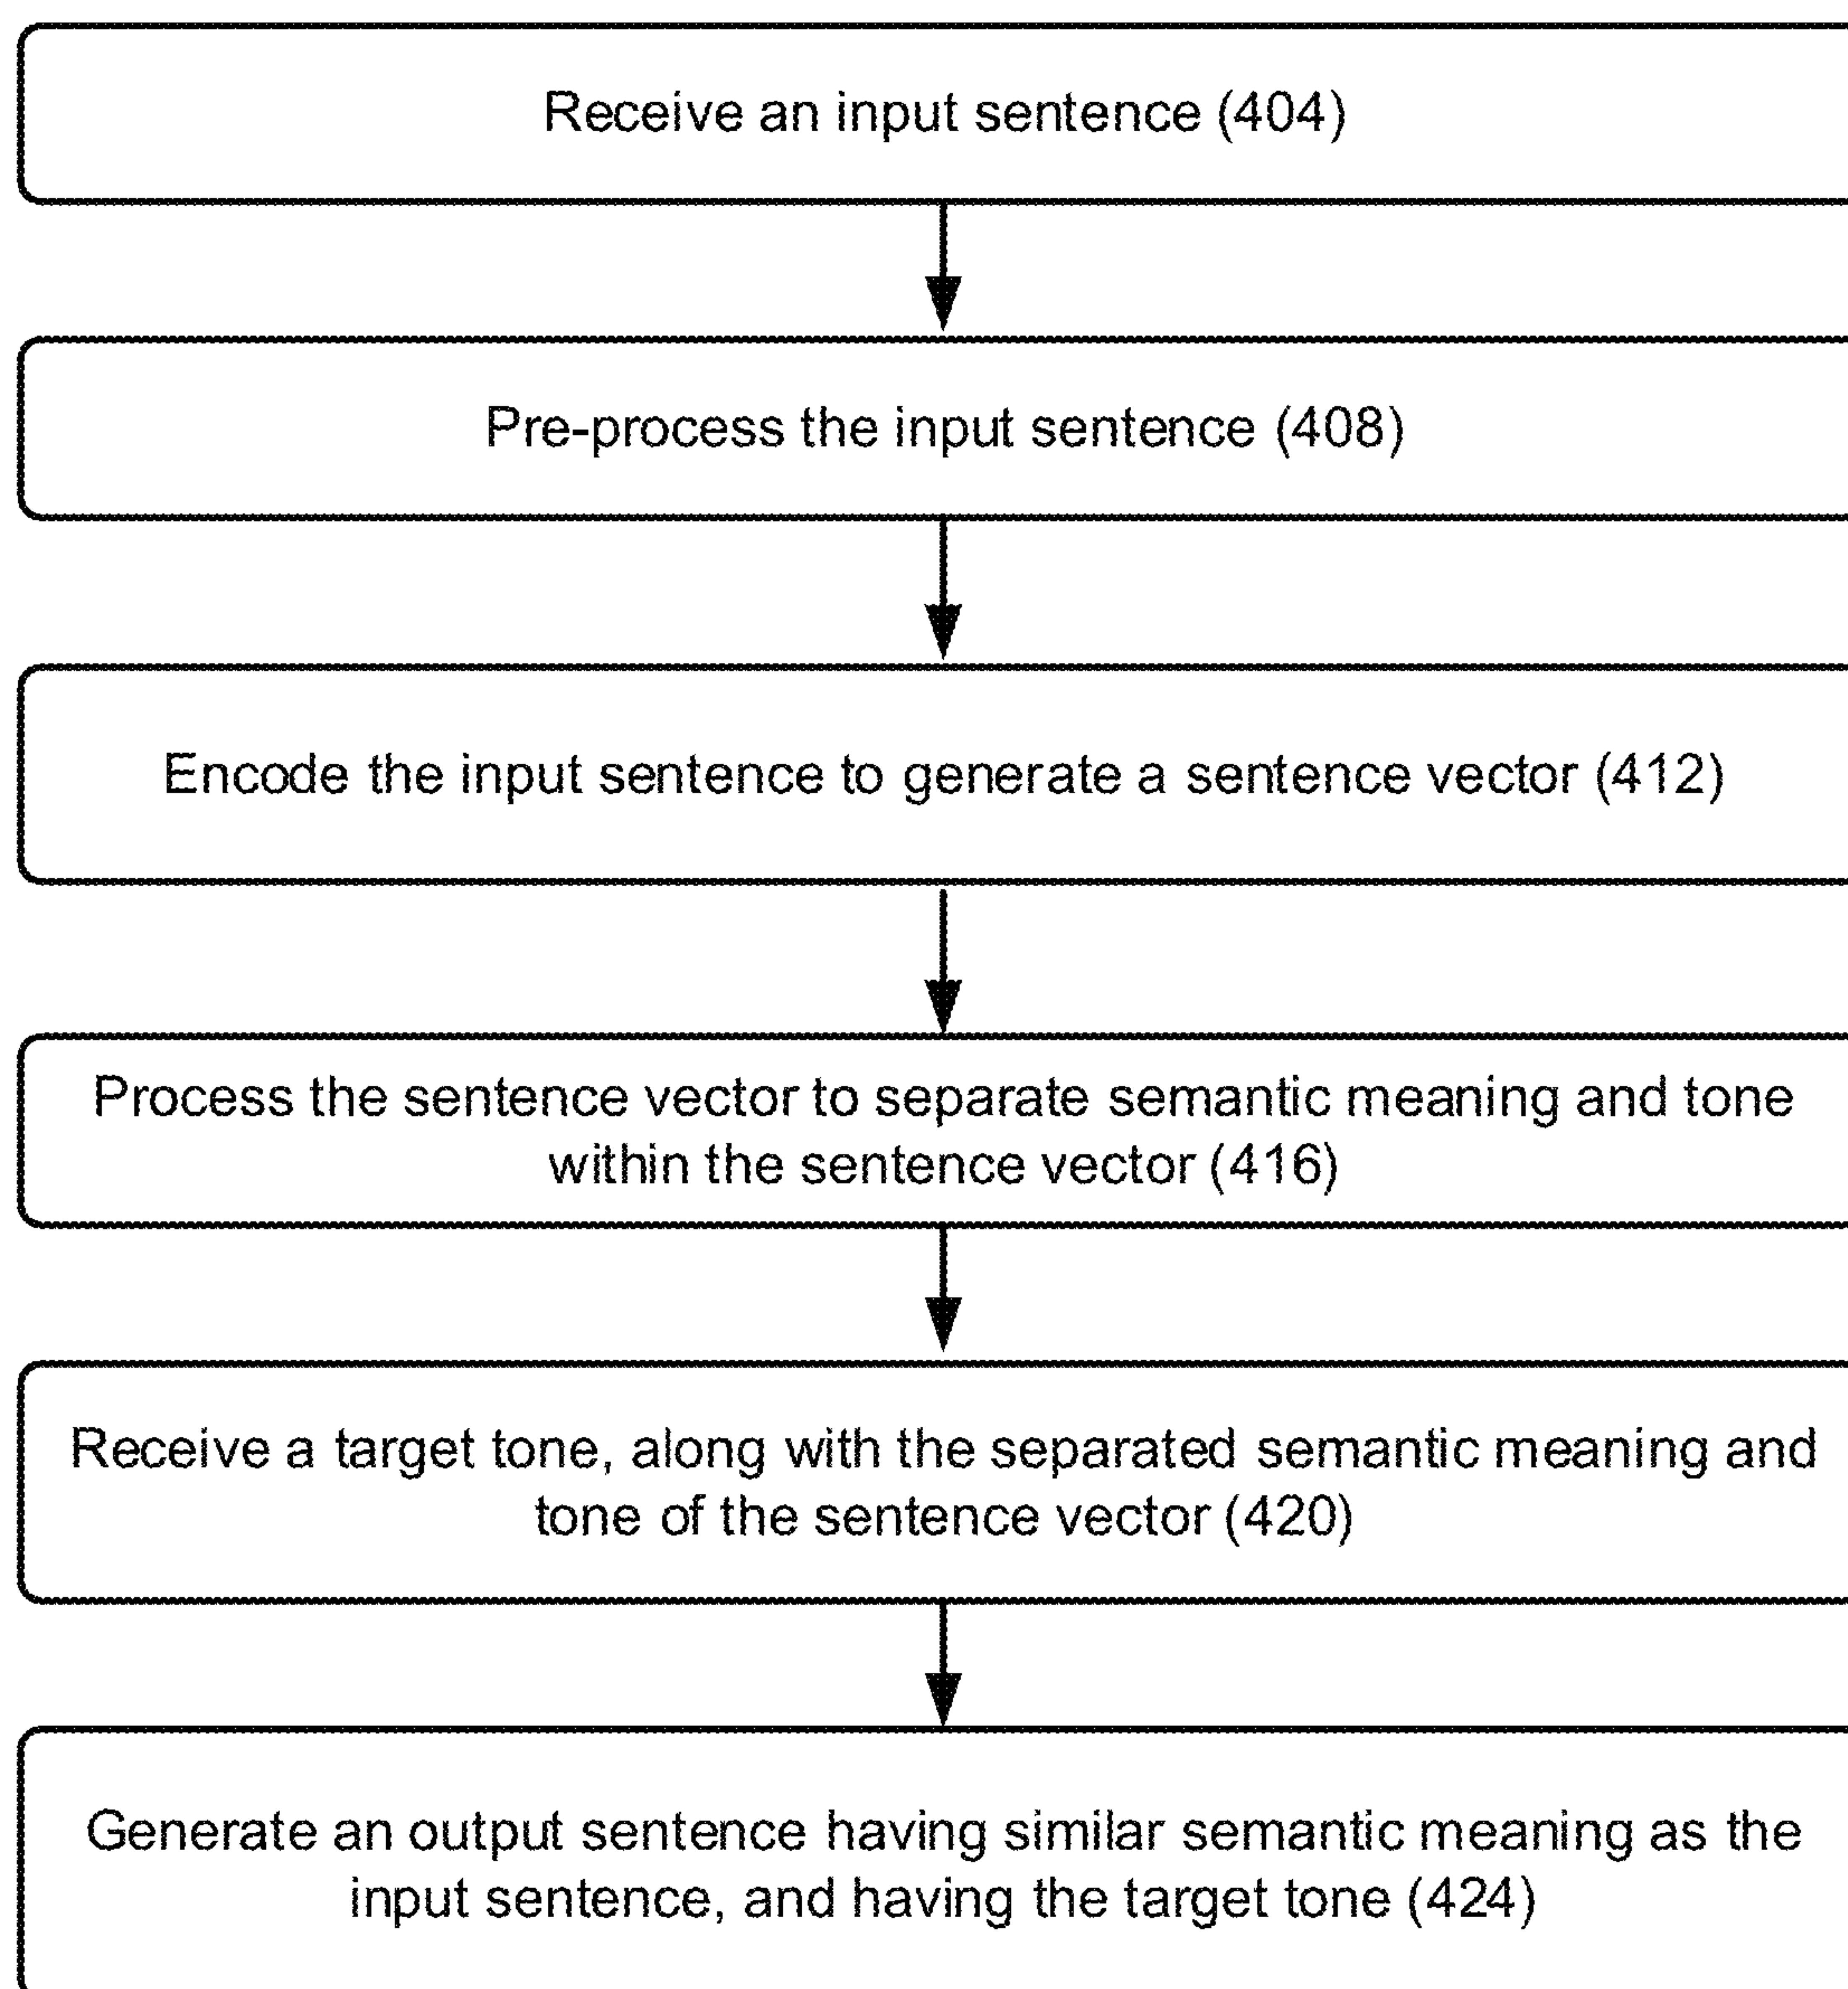 Receive an input sentence (404)
Pre-process the input sentence (408)
Encode the input sentence to generate a sentence vector (412)
Process the sentence vector to separate semantic meaning and tone
within the sentence vector (416)
Receive a target tone, along with the separated semantic meaning and
tone of the sentence vector (420)
Generate an output sentence having similar semantic meaning as the
input sentence, and having the target tone (424)